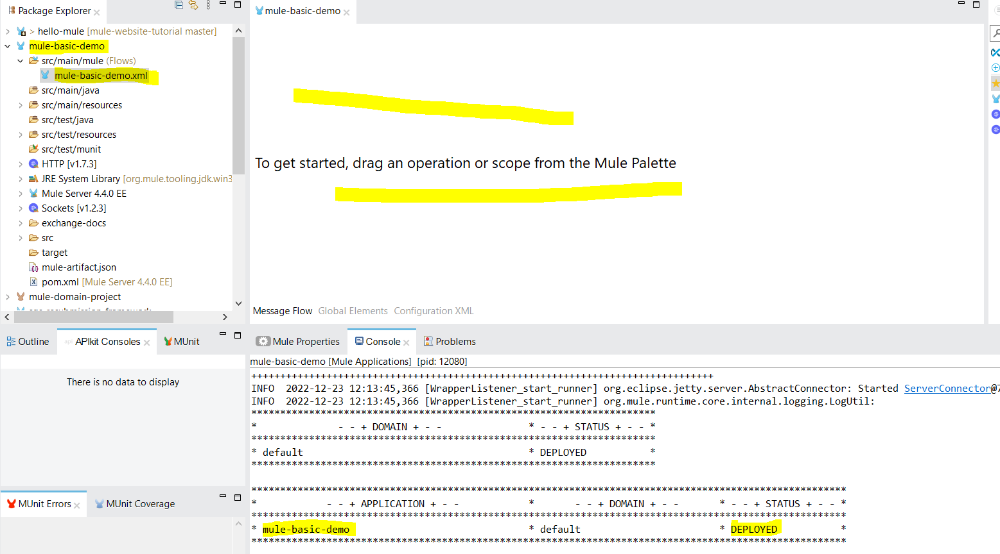 Package Explorer
> hello-mule [mule-website-tutorial master]
mule-basic-demo
src/main/mule (Flows)
mule-basic-demo.xml
src/main/java
src/main/resources
src/test/java
src/test/resources
src/test/munit
HTTP [v1.7.3]
JRE System Library [org.mule.tooling.jdk.win3
Mule Server 4.4.0 EE
Sockets [v1.2.3]
exchange-docs
src
target
mule-artifact.json
pom.xml [Mule Server 4.4.0 EE]
mule-domain-project
mule-basic-demo
To get started, drag an operation or scope from the Mule Palette
Message Flow Global Elements Configuration XML
Outline APIkit Consoles MUnit
There is no data to display
MUnit Errors MUnit Coverage
Mule Properties Console Problems
mule-basic-demo [Mule Applications] [pid: 12080]
++++++++++++++++++++++++++++++++++++++++++++++++++++++++++++++++++++++++++++++++
INFO  2022-12-23 12:13:45,366 [WrapperListener_start_runner] org.eclipse.jetty.server.AbstractConnector: Started ServerConnector@7
INFO  2022-12-23 12:13:45,366 [WrapperListener_start_runner] org.mule.runtime.core.internal.logging.LogUtil:
**********************************************************************
*              - - + DOMAIN + - -               * - - + STATUS + - - *
**********************************************************************
* default                                       * DEPLOYED           *
**********************************************************************
*******************************************************************************************************
*            - - + APPLICATION + - -            *       - - + DOMAIN + - -       * - - + STATUS + - - *
*******************************************************************************************************
* mule-basic-demo                               * default                        * DEPLOYED           *
*******************************************************************************************************